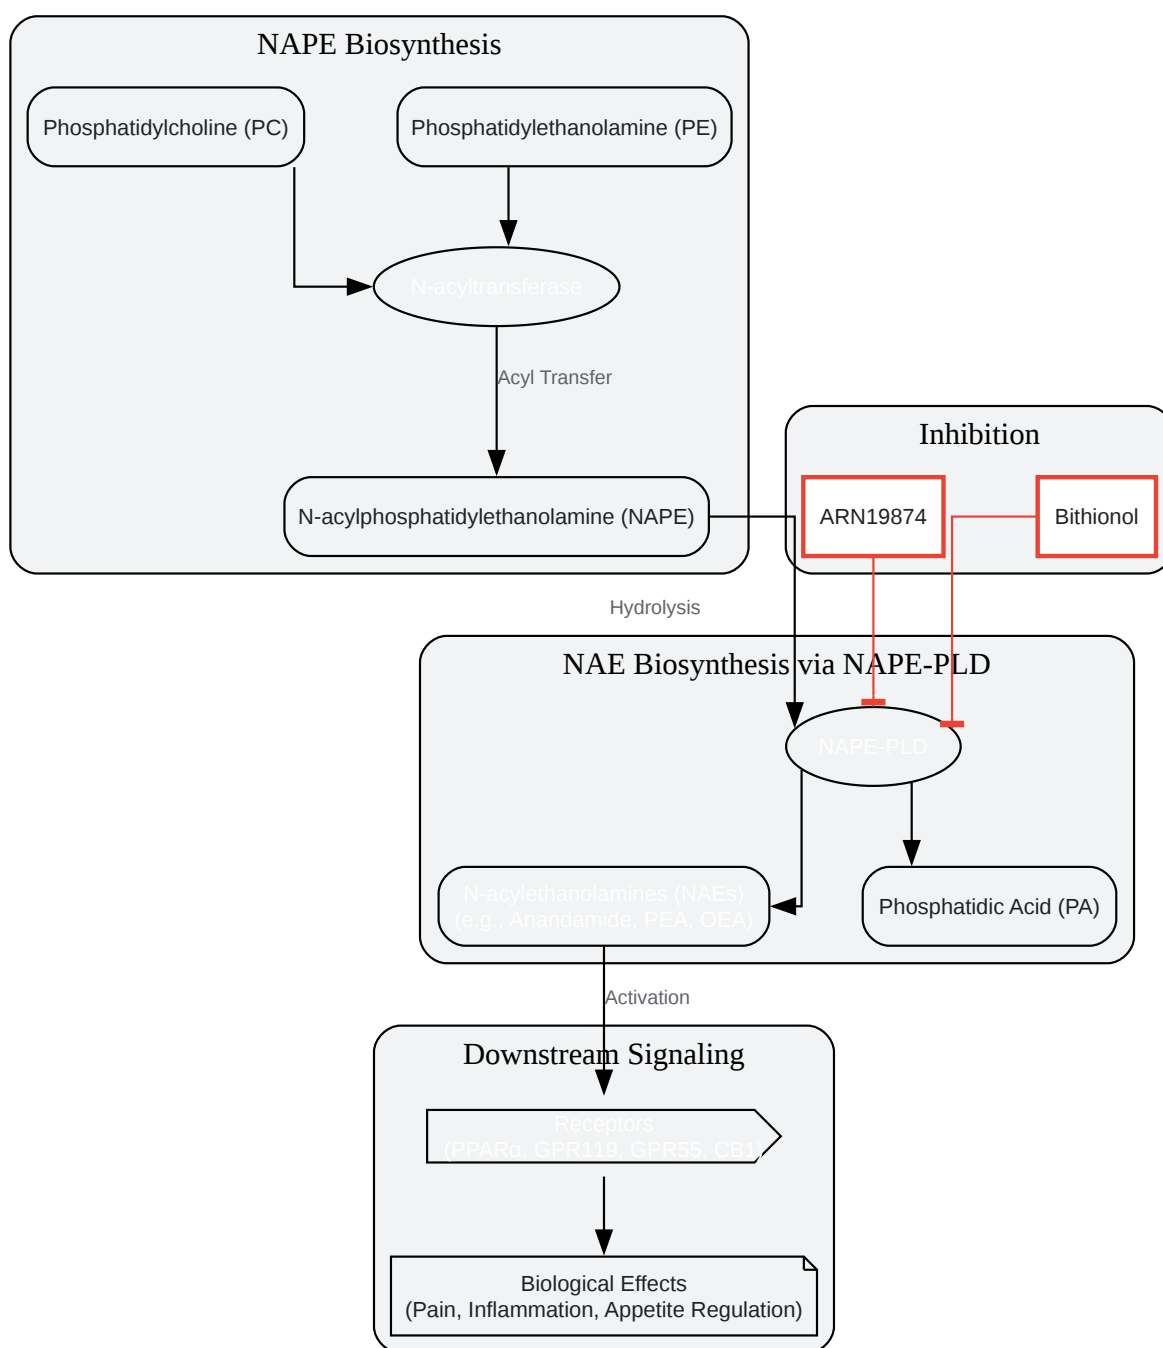 NAPE Biosynthesis
Phosphatidylcholine (PC)
Phosphatidylethanolamine (PE)
N-acyltransferase
Acyl Transfer
N-acylphosphatidylethanolamine (NAPE)
Inhibition
ARN19874
Bithionol
Hydrolysis
NAE Biosynthesis via NAPE-PLD
NAPE-PLD
N-acylethanolamines (NAEs)
(e.g., Anandamide, PEA, OEA)
Phosphatidic Acid (PA)
Activation
Downstream Signaling
Receptors
(PPARα, GPR119, GPR55, CB1)
Biological Effects
(Pain, Inflammation, Appetite Regulation)